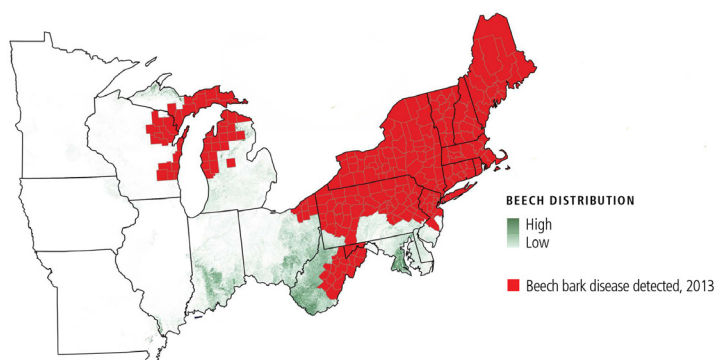 BEECH DISTRIBUTION
High
Low
Beech bark disease detected, 2013